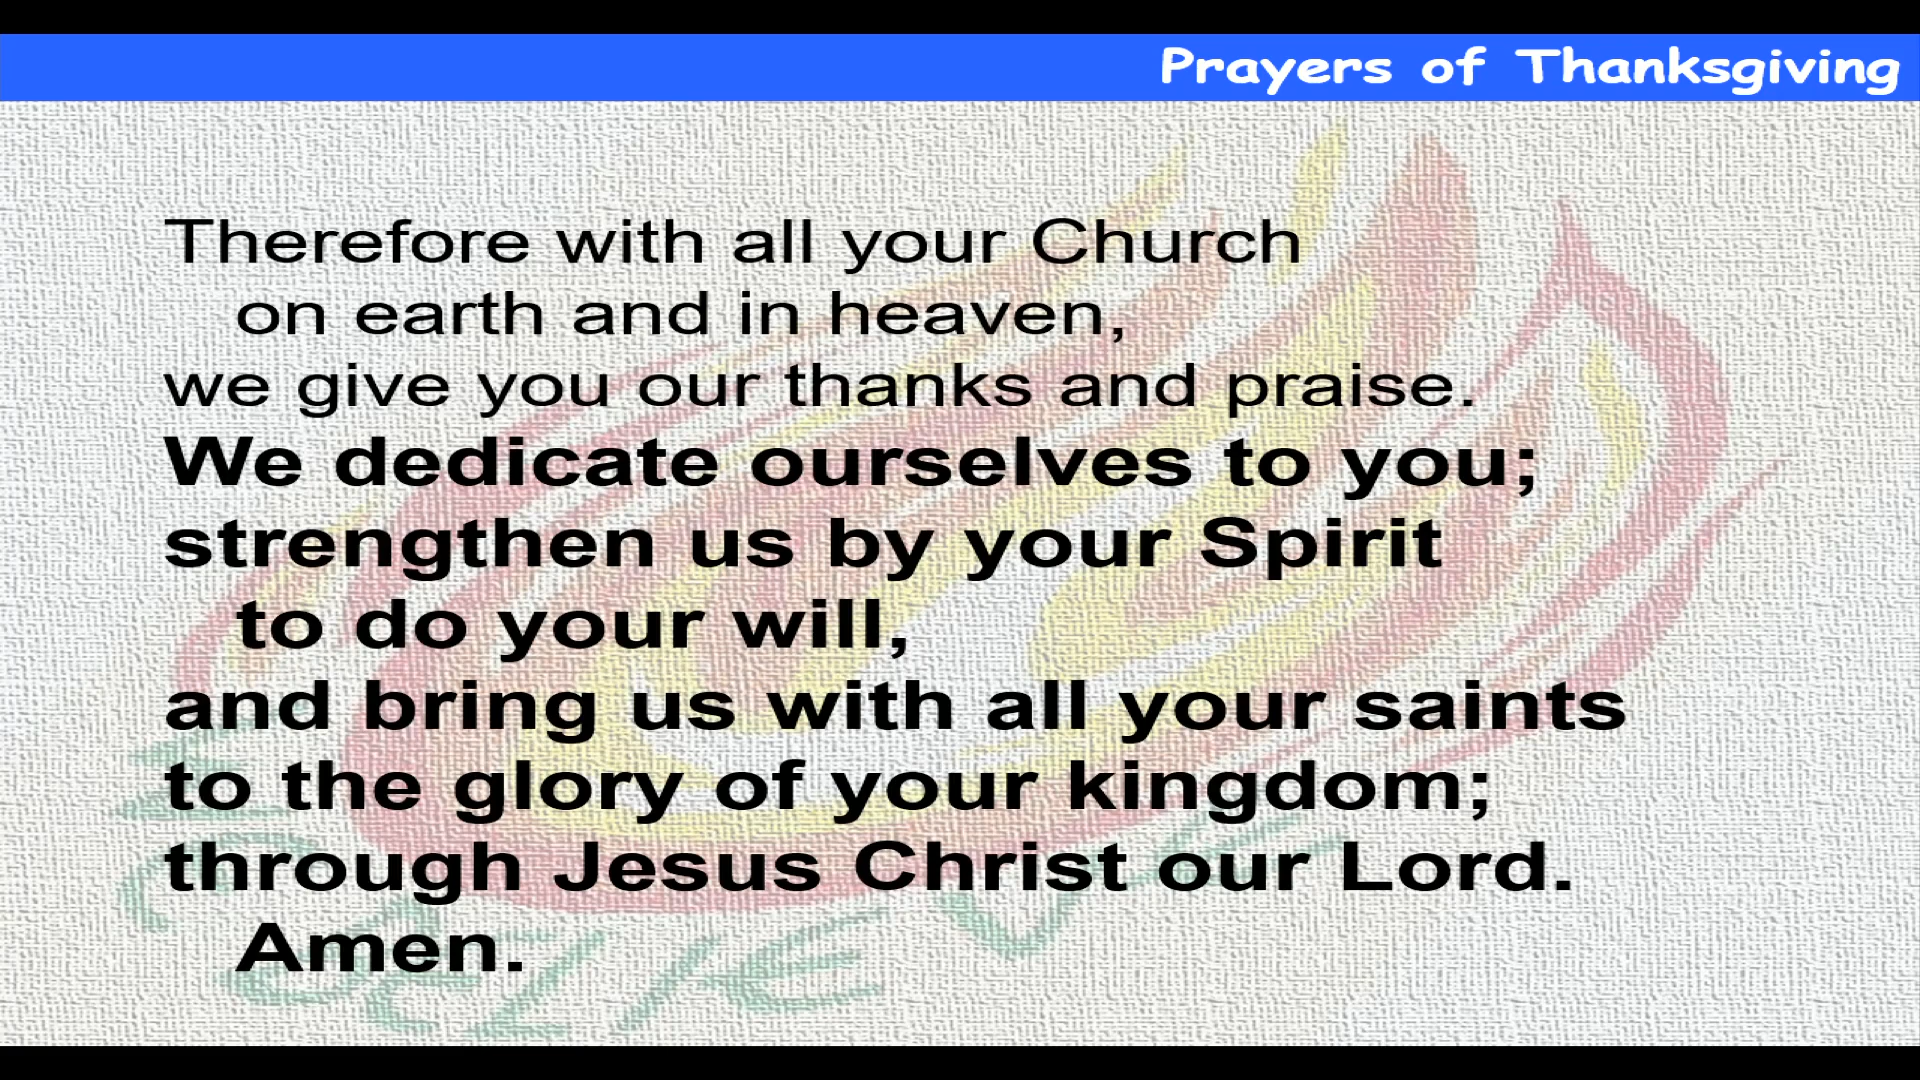 Prayers of Thanksgiving
Therefore with all your Church
on earth and in heaven,
we give you our thanks and praise.
We dedicate ourselves to you;
strengthen us by your Spirit
to do your will,
and bring us with all your saints
to the glory of your kingdom;
through Jesus Christ our Lord.
Amen.